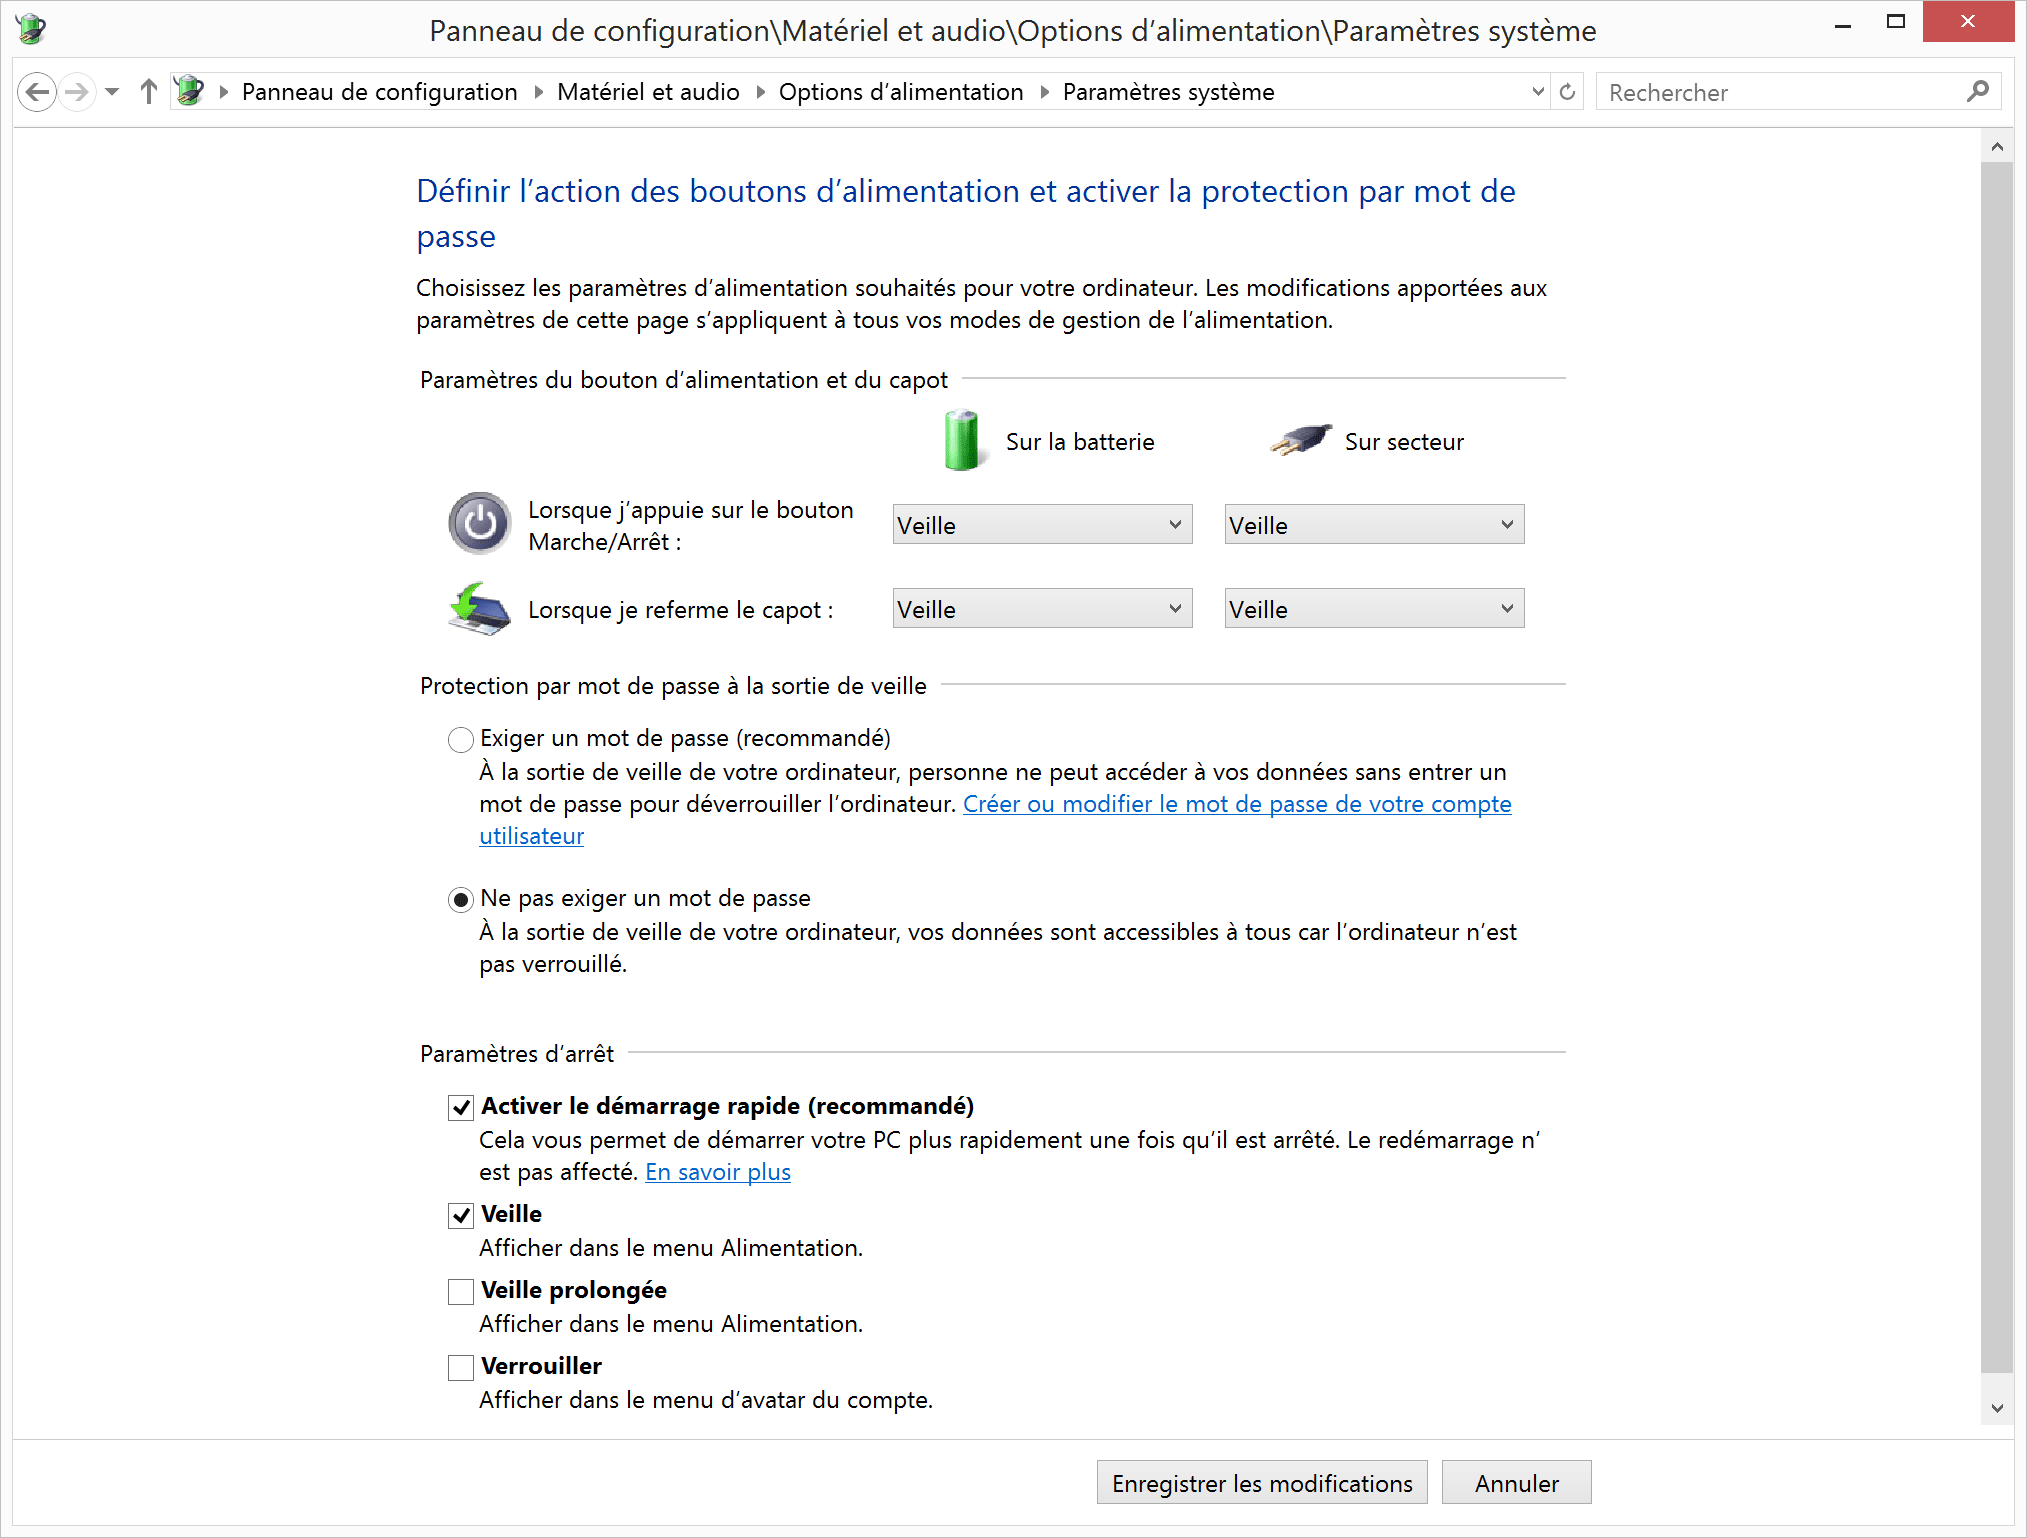 Panneau de configuration\Matériel et audio\Options d’alimentation\Paramètres système
Panneau de configuration Matériel et audio Options d’alimentation Paramètres système Rechercher
Définir l’action des boutons d’alimentation et activer la protection par mot de
passe
Choisissez les paramètres d’alimentation souhaités pour votre ordinateur. Les modifications apportées aux
paramètres de cette page s’appliquent à tous vos modes de gestion de l’alimentation.
Paramètres du bouton d’alimentation et du capot
Sur la batterie Sur secteur
Lorsque j’appuie sur le bouton
Marche/Arrêt : Veille Veille
Lorsque je referme le capot : Veille Veille
Protection par mot de passe à la sortie de veille
Exiger un mot de passe (recommandé)
À la sortie de veille de votre ordinateur, personne ne peut accéder à vos données sans entrer un
mot de passe pour déverrouiller l’ordinateur. Créer ou modifier le mot de passe de votre compte
utilisateur
Ne pas exiger un mot de passe
À la sortie de veille de votre ordinateur, vos données sont accessibles à tous car l’ordinateur n’est
pas verrouillé.
Paramètres d’arrêt
Activer le démarrage rapide (recommandé)
Cela vous permet de démarrer votre PC plus rapidement une fois qu’il est arrêté. Le redémarrage n’
est pas affecté. En savoir plus
Veille
Afficher dans le menu Alimentation.
Veille prolongée
Afficher dans le menu Alimentation.
Verrouiller
Afficher dans le menu d’avatar du compte.
Enregistrer les modifications Annuler